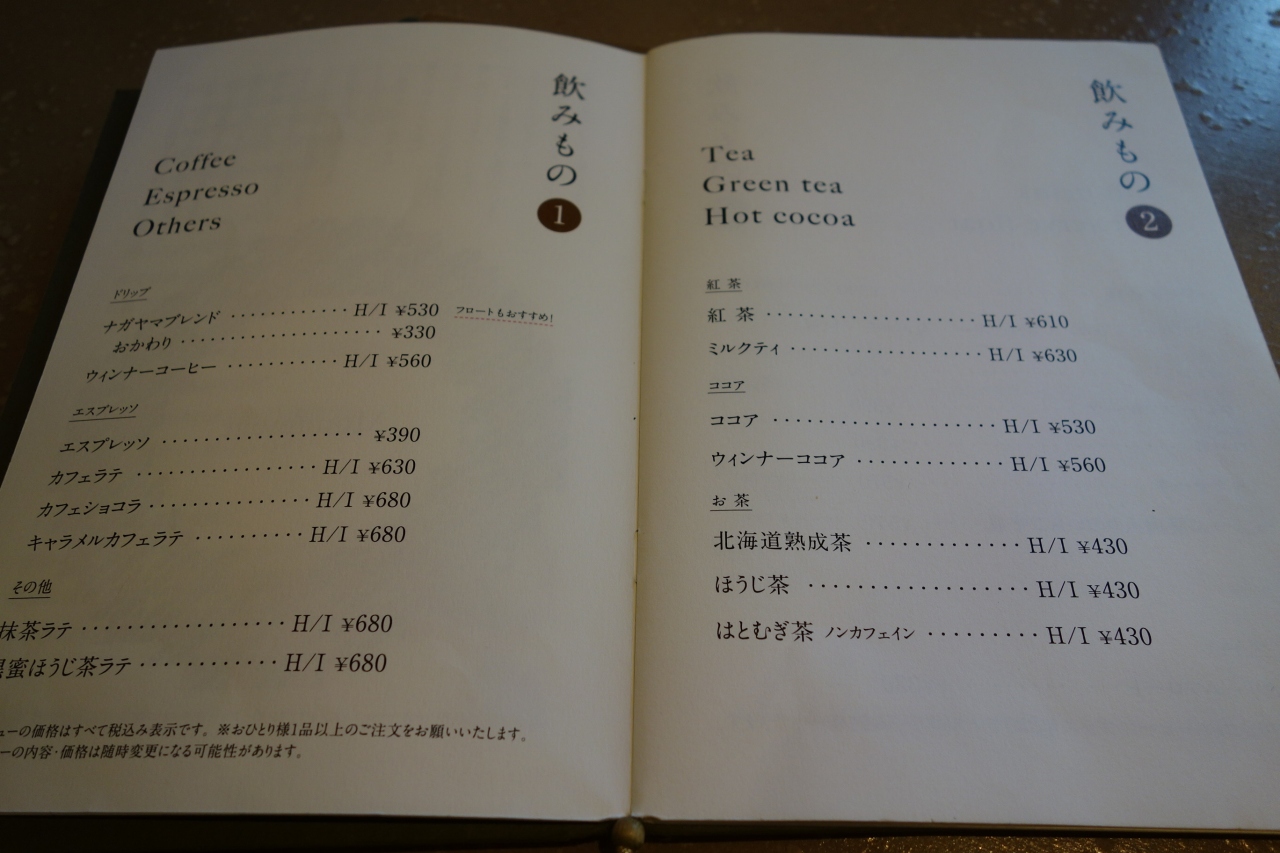 飲みもの
1
Coffee
Espresso
Others
ドリップ
ナガヤマブレンド ············ H/I ¥530 フロートもおすすめ!
おかわり ···················· ¥330
ウィンナーコーヒー ··········· H/I ¥560
エスプレッソ
エスプレッソ ···················· ¥390
カフェラテ ·················· H/I ¥630
カフェショコラ ················ H/I ¥680
キャラメルカフェラテ ·········· H/I ¥680
その他
抹茶ラテ ·················· H/I ¥680
蜜ほうじ茶ラテ ············ H/I ¥680
ューの価格はすべて税込み表示です。※おひとり様1品以上のご注文をお願いいたします。
ーの内容・価格は随時変更になる可能性があります。
飲みもの
2
Tea
Green tea
Hot cocoa
紅茶
紅茶 ···················· H/I ¥610
ミルクティ ·················· H/I ¥630
ココア
ココア ····················· H/I ¥530
ウィンナーココア ·············· H/I ¥560
お茶
北海道熟成茶 ·············· H/I ¥430
ほうじ茶 ···················· H/I ¥430
はとむぎ茶 ノンカフェイン ········· H/I ¥430